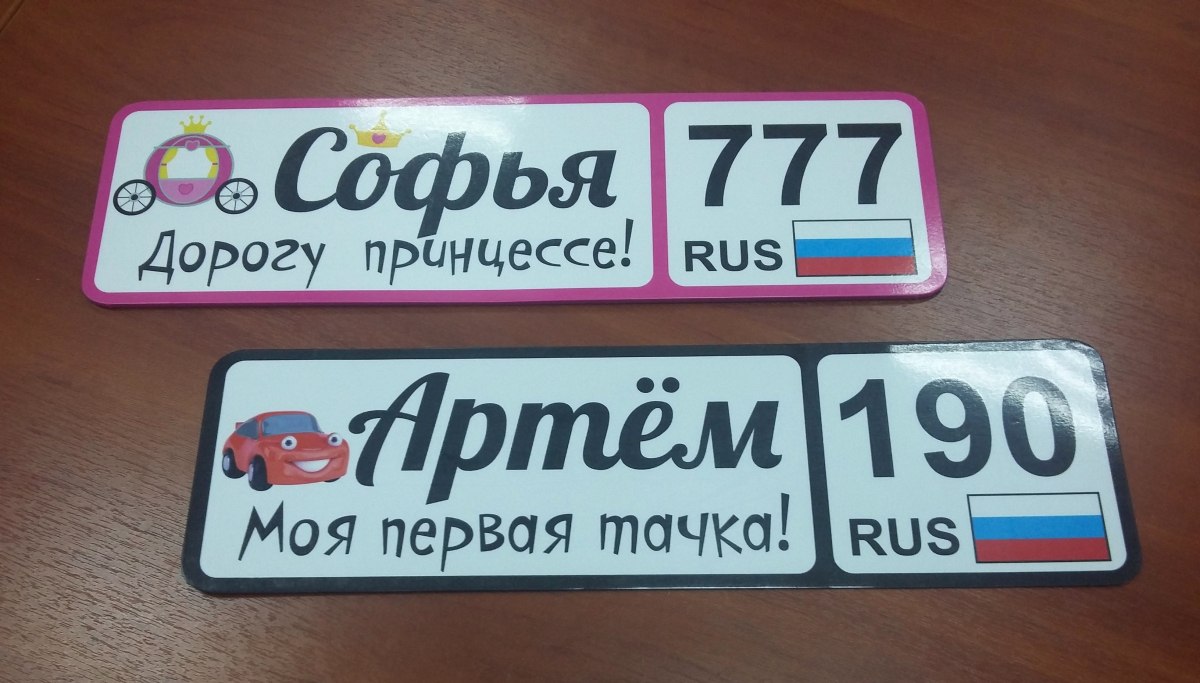 Софья
Дорогу принцессе!
777
RUS
Артём
Моя первая тачка!
190
RUS